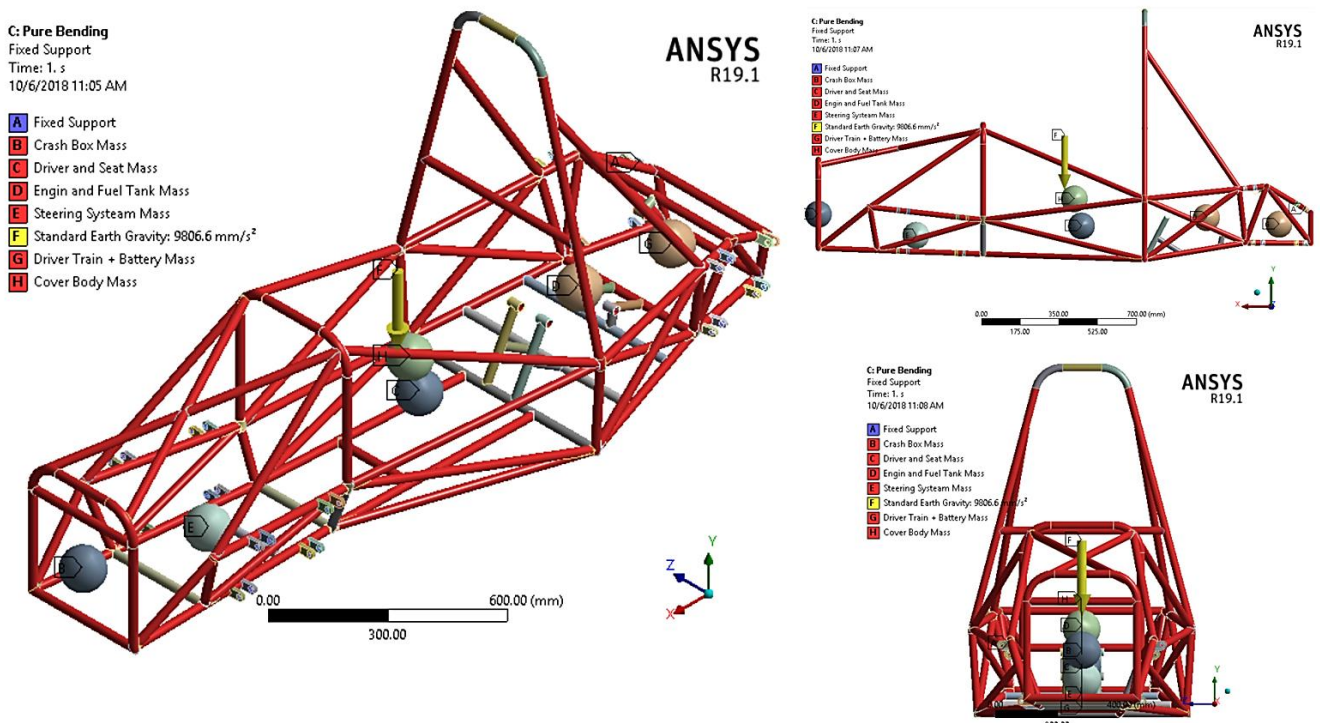 C: Pure Bending
Fixed Support
Time: 1. s
10/6/2018 11:05 AM
A Fixed Support
B Crash Box Mass
C Driver and Seat Mass
D Engin and Fuel Tank Mass
E Steering Systeam Mass
F Standard Earth Gravity: 9806.6 mm/s²
G Driver Train + Battery Mass
H Cover Body Mass
ANSYS
R19.1
A
F
G
D
H
C
E
B
0.00 600.00 (mm)
300.00
Y
Z
X
C: Pure Bending
Fixed Support
Time: 1. s
10/6/2018 11:07 AM
A Fixed Support
B Crash Box Mass
C Driver and Seat Mass
D Engin and Fuel Tank Mass
E Steering Systeam Mass
F Standard Earth Gravity: 9806.6 mm/s²
G Driver Train + Battery Mass
H Cover Body Mass
ANSYS
R19.1
F
H
Y
X
0.00 350.00 700.00 (mm)
175.00 525.00
C: Pure Bending
Fixed Support
Time: 1. s
10/6/2018 11:08 AM
A Fixed Support
B Crash Box Mass
C Driver and Seat Mass
D Engin and Fuel Tank Mass
E Steering Systeam Mass
F Standard Earth Gravity: 9806.6 mm/s²
G Driver Train + Battery Mass
H Cover Body Mass
ANSYS
R19.1
F
H
D
B
E
Y